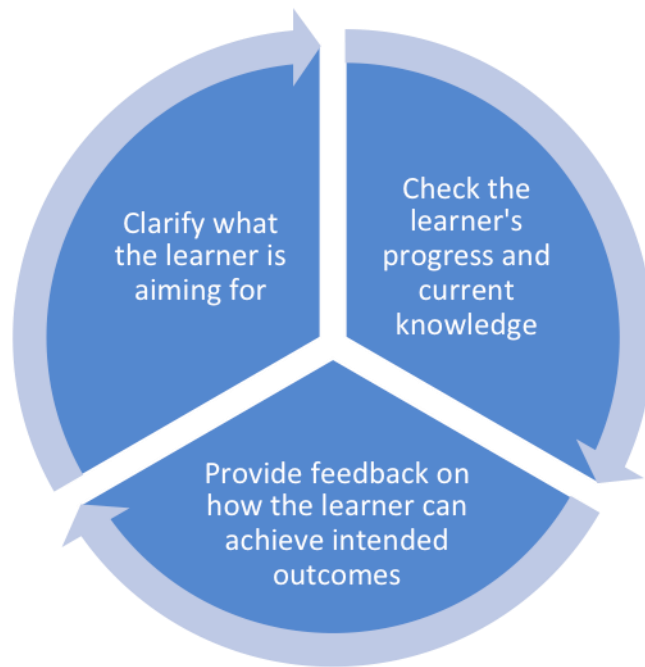 Clarify what
the learner is
aiming for
Check the
learner's
progress and
current
knowledge
Provide feedback on
how the learner can
achieve intended
outcomes